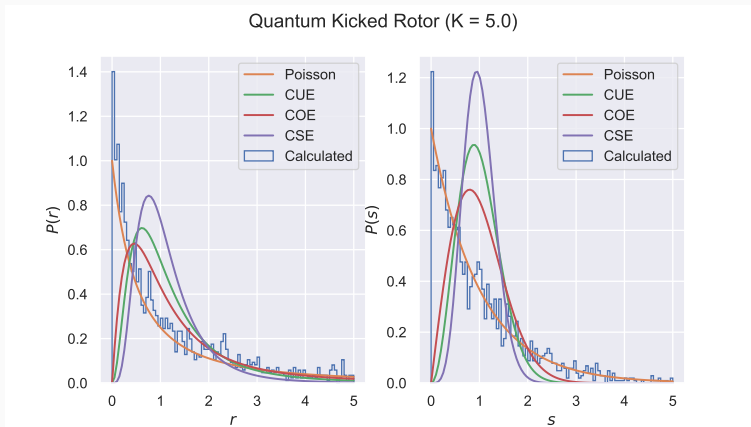 Quantum Kicked Rotor (K = 5.0)
P(r)
1.4
1.2
1.0
0.8
0.6
0.4
0.2
0.0
0 1 2 3 4 5
r
Poisson
CUE
COE
CSE
Calculated
P(s)
1.2
1.0
0.8
0.6
0.4
0.2
0.0
0 1 2 3 4 5
s
Poisson
CUE
COE
CSE
Calculated